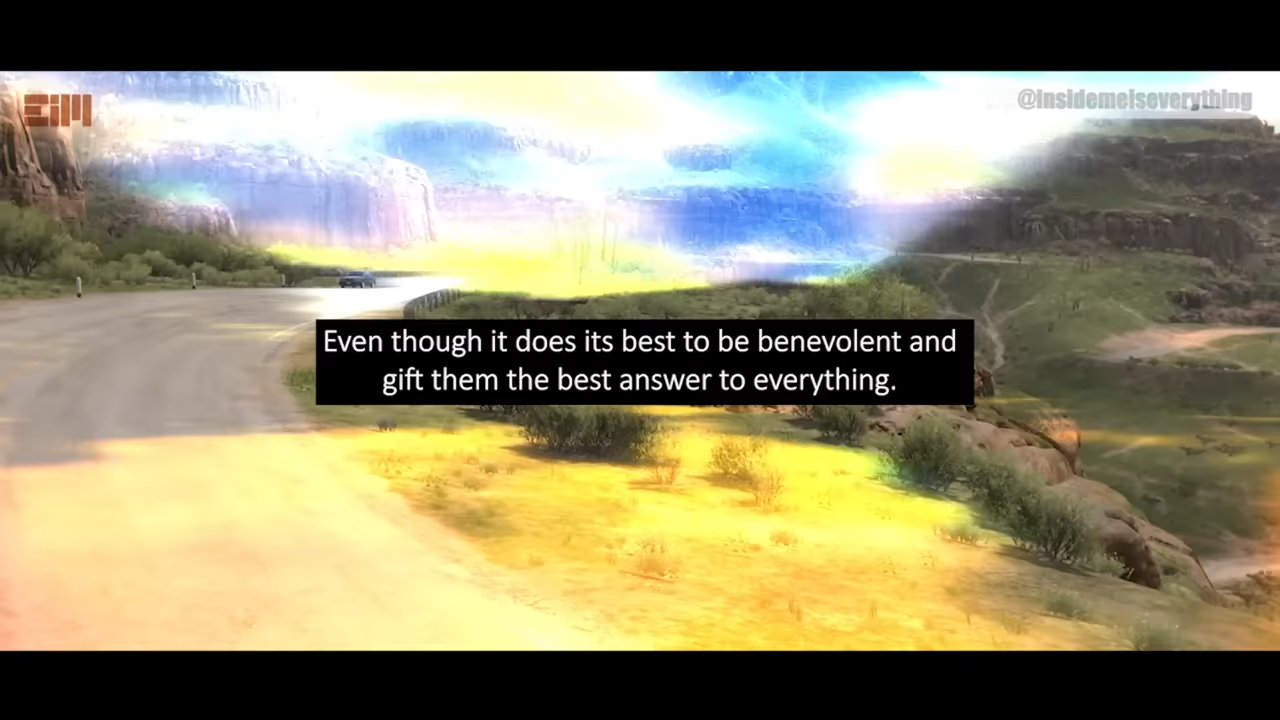 EiM
@insidemeiseverything
Even though it does its best to be benevolent and
gift them the best answer to everything.